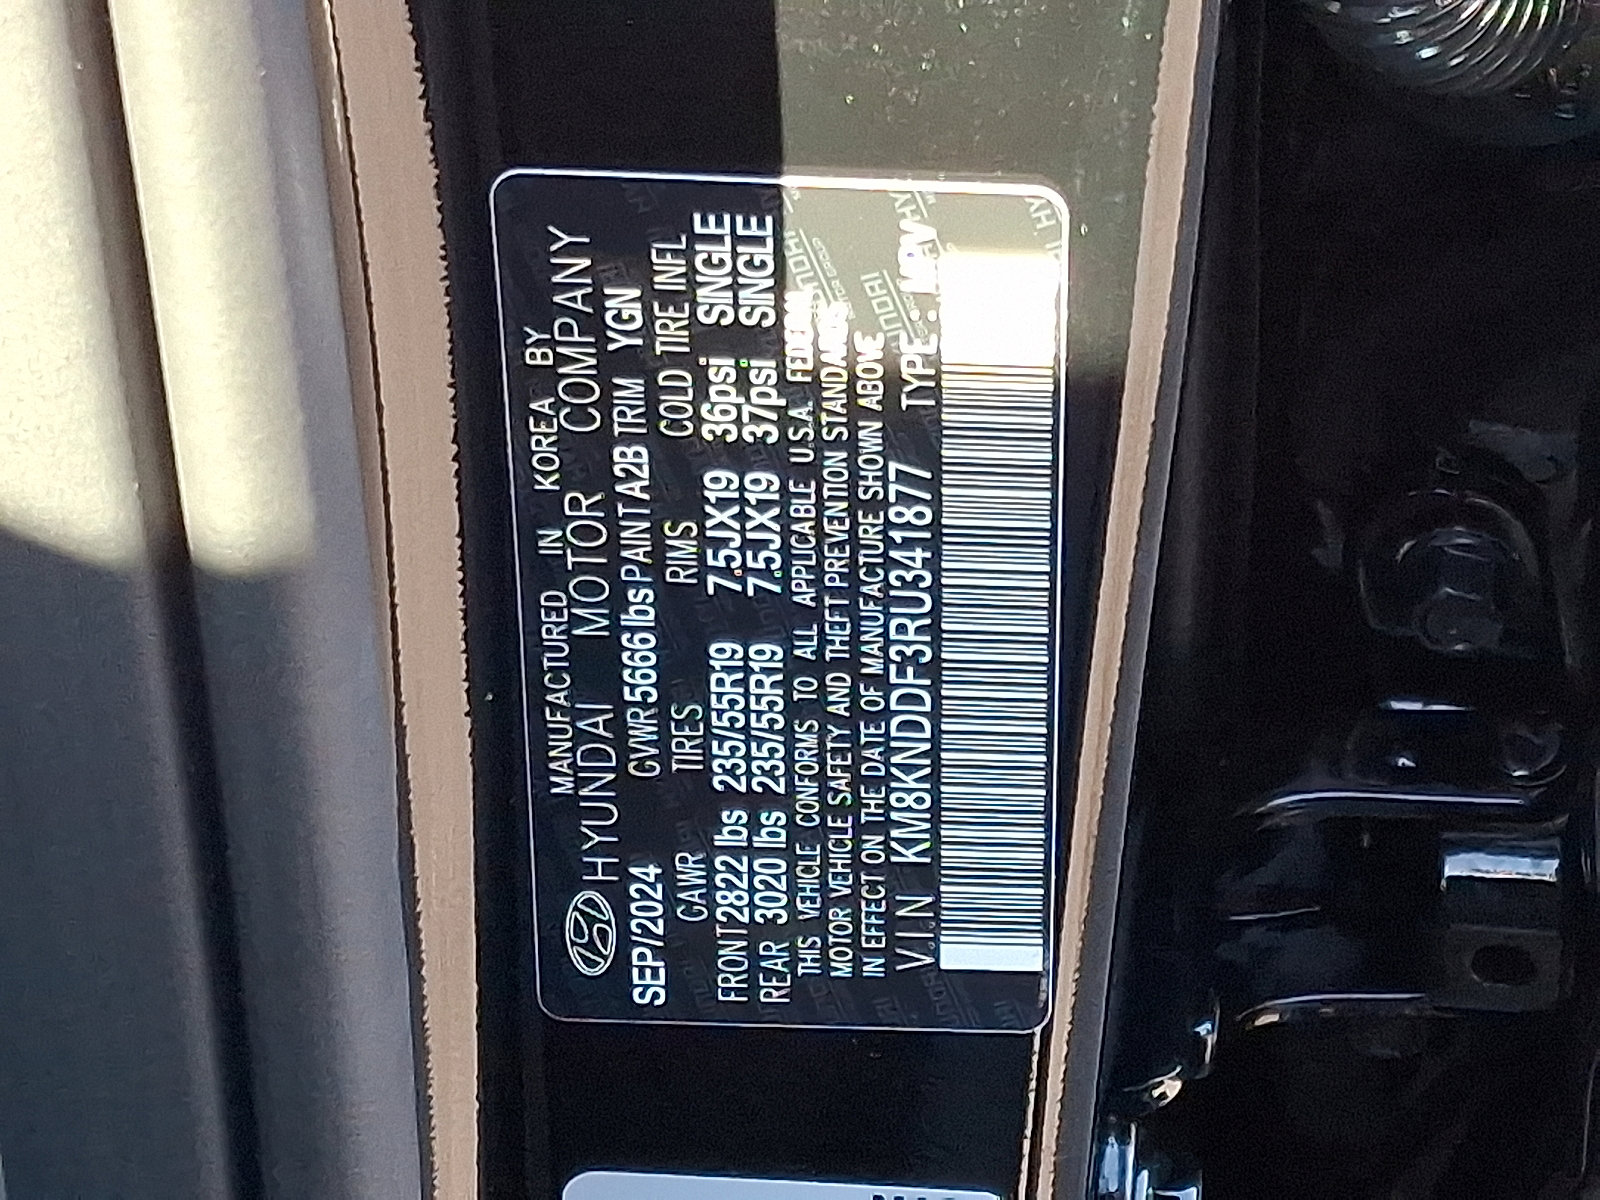 MANUFACTURED IN KOREA BY
HYUNDAI MOTOR COMPANY
SEP/2024 GVWR 5666 lbs PAINT A2B TRIM YGN
GAWR TIRES RIMS COLD TIRE INFL
FRONT 2822 lbs 235/55R19 7.5JX19 36psi SINGLE
REAR 3020 lbs 235/55R19 7.5JX19 37psi SINGLE
THIS VEHICLE CONFORMS TO ALL APPLICABLE U.S.A. FEDERAL
MOTOR VEHICLE SAFETY AND THEFT PREVENTION STANDARDS
IN EFFECT ON THE DATE OF MANUFACTURE SHOWN ABOVE
V.I.N KM8KNDDF3RU341877 TYPE : MPV